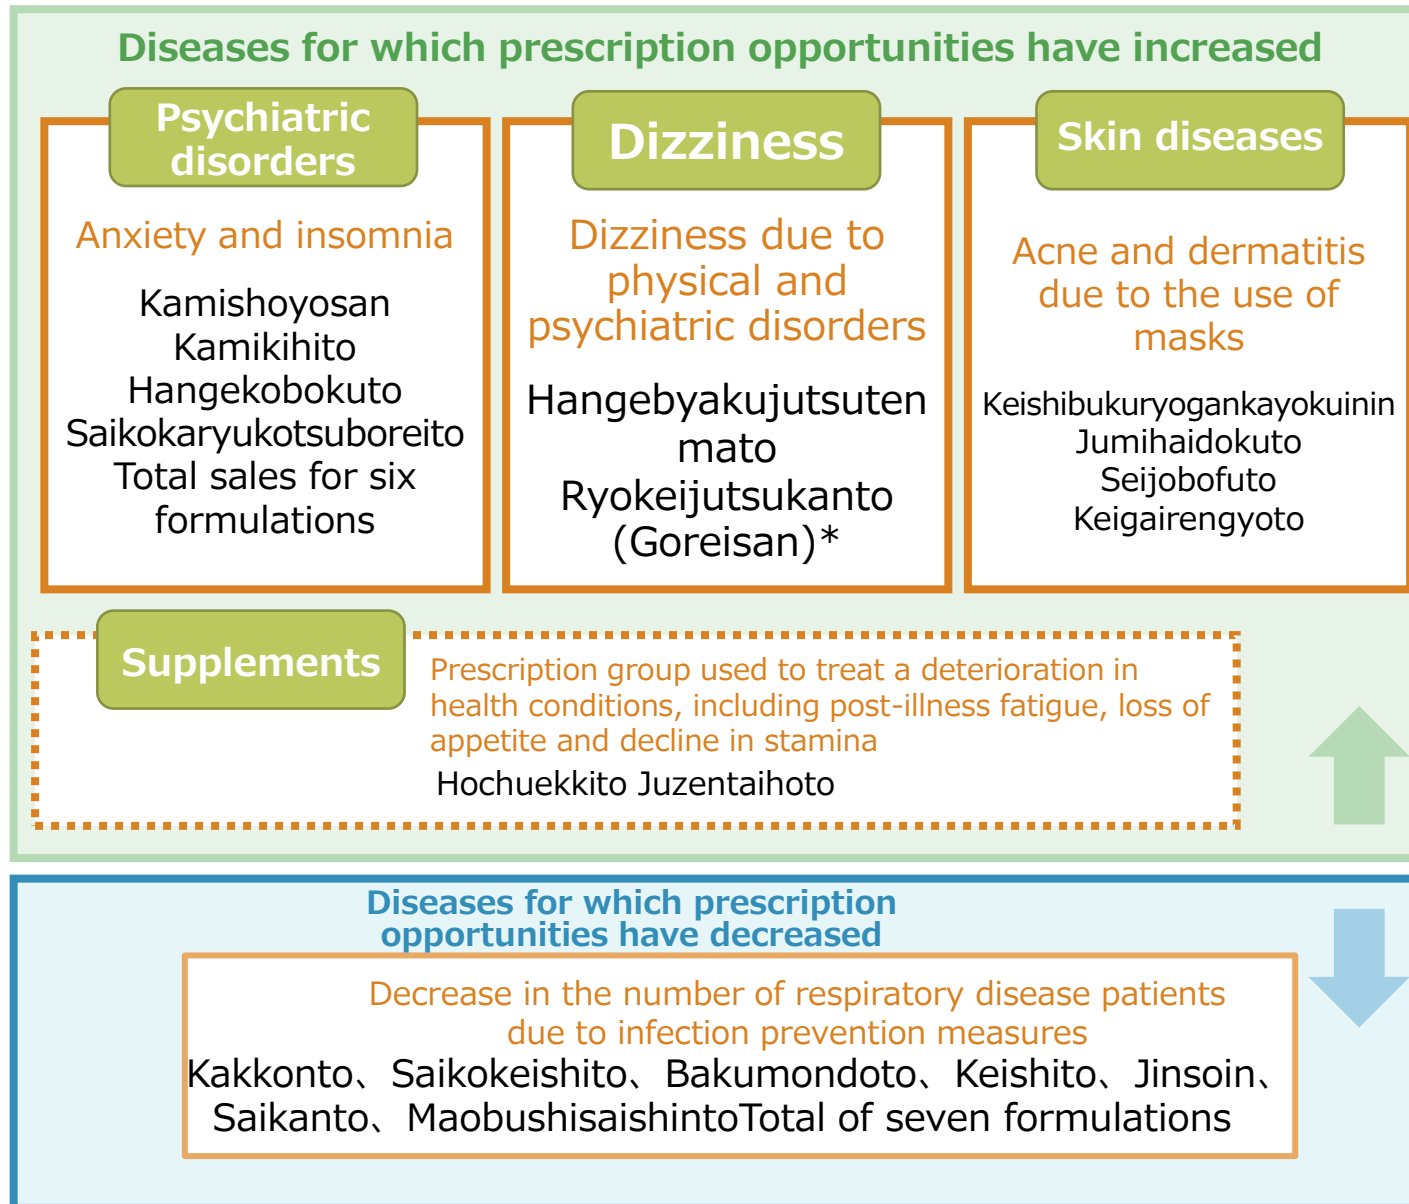 Diseases for which prescription opportunities have increased
Psychiatric
disorders
Anxiety and insomnia
Kamishoyosan
Kamikihito
Hangekobokuto
Saikokaryukotsuboreito
Total sales for six
formulations
Dizziness
Dizziness due to
physical and
psychiatric disorders
Hangebyakujutsuten
mato
Ryokeijutsukanto
(Goreisan)*
Skin diseases
Acne and dermatitis
due to the use of
masks
Keishibukuryogankayokuinin
Jumihaidokuto
Seijobofuto
Keigairengyoto
Supplements
Prescription group used to treat a deterioration in
health conditions, including post-illness fatigue, loss of
appetite and decline in stamina
Hochuekkito Juzentaihoto
Diseases for which prescription
opportunities have decreased
Decrease in the number of respiratory disease patients
due to infection prevention measures
Kakkonto、Saikokeishito、Bakumondoto、Keishito、Jinsoin、
Saikanto、MaobushisaishintoTotal of seven formulations